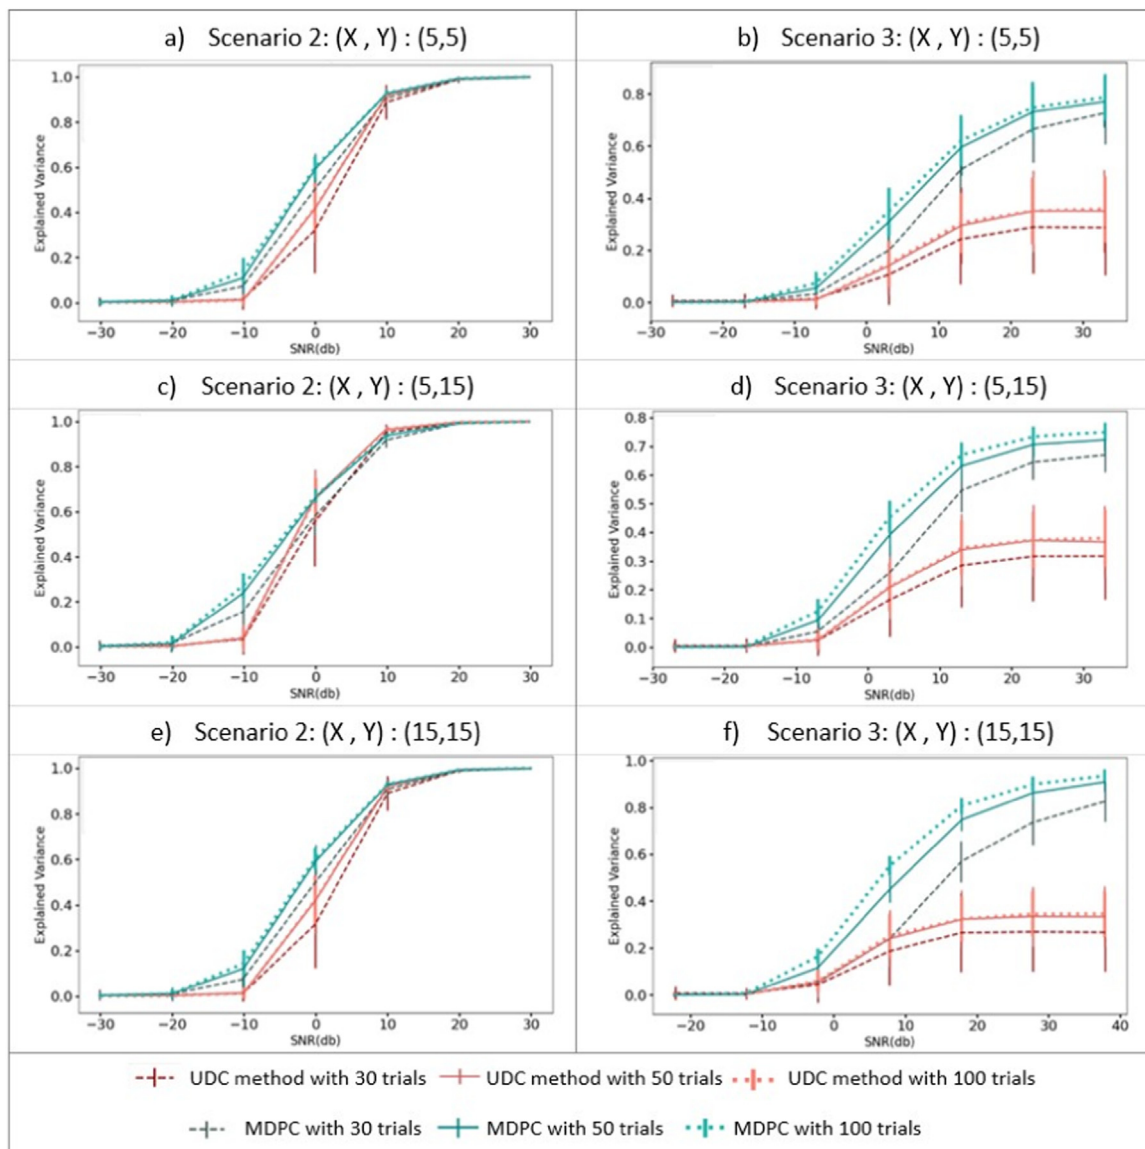 a) Scenario 2: (X , Y) : (5,5)
1.0
0.8
0.6
0.4
0.2
0.0
Explained Variance
−30 −20 −10 0 10 20 30
SNR(db)
b) Scenario 3: (X , Y) : (5,5)
0.8
0.6
0.4
0.2
0.0
Explained Variance
−30 −20 −10 0 10 20 30
SNR(db)
c) Scenario 2: (X , Y) : (5,15)
1.0
0.8
0.6
0.4
0.2
0.0
Explained Variance
−30 −20 −10 0 10 20 30
SNR(db)
d) Scenario 3: (X , Y) : (5,15)
0.8
0.7
0.6
0.5
0.4
0.3
0.2
0.1
0.0
Explained Variance
−30 −20 −10 0 10 20 30
SNR(db)
e) Scenario 2: (X , Y) : (15,15)
1.0
0.8
0.6
0.4
0.2
0.0
Explained Variance
−30 −20 −10 0 10 20 30
SNR(db)
f) Scenario 3: (X , Y) : (15,15)
1.0
0.8
0.6
0.4
0.2
0.0
Explained Variance
−20 −10 0 10 20 30 40
SNR(db)
UDC method with 30 trials UDC method with 50 trials UDC method with 100 trials
MDPC with 30 trials MDPC with 50 trials MDPC with 100 trials